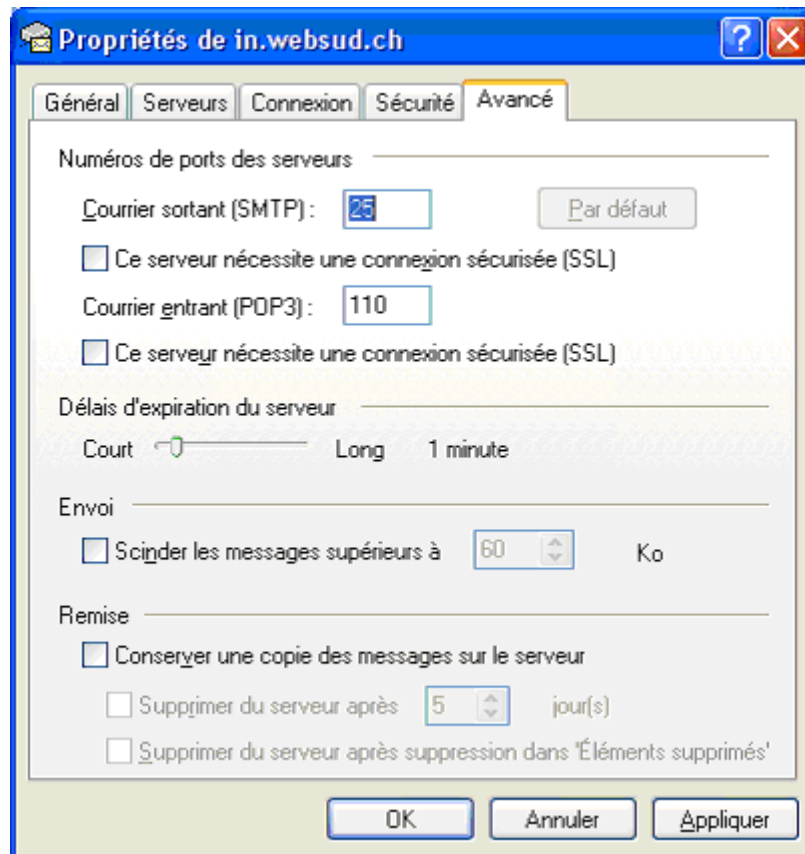 Propriétés de in.websud.ch
Général Serveurs Connexion Sécurité Avancé
Numéros de ports des serveurs
Courrier sortant (SMTP) : 25 Par défaut
Ce serveur nécessite une connexion sécurisée (SSL)
Courrier entrant (POP3) : 110
Ce serveur nécessite une connexion sécurisée (SSL)
Délais d'expiration du serveur
Court Long 1 minute
Envoi
Scinder les messages supérieurs à 60 Ko
Remise
Conserver une copie des messages sur le serveur
Supprimer du serveur après 5 jour(s)
Supprimer du serveur après suppression dans 'Éléments supprimés'
OK Annuler Appliquer